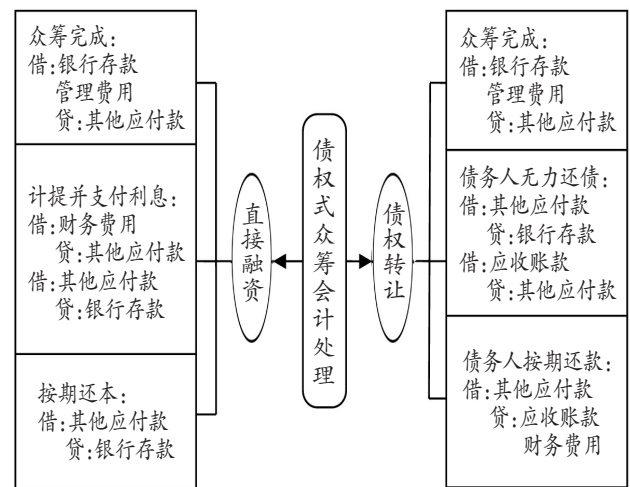 众筹完成：
借：银行存款
管理费用
贷：其他应付款
计提并支付利息：
借：财务费用
贷：其他应付款
借：其他应付款
贷：银行存款
按期还本：
借：其他应付款
贷：银行存款
直接融资
债权式众筹会计处理
债权转让
众筹完成：
借：银行存款
管理费用
贷：其他应付款
债务人无力还债：
借：其他应付款
贷：银行存款
借：应收账款
贷：其他应付款
债务人按期还款：
借：其他应付款
贷：应收账款
财务费用